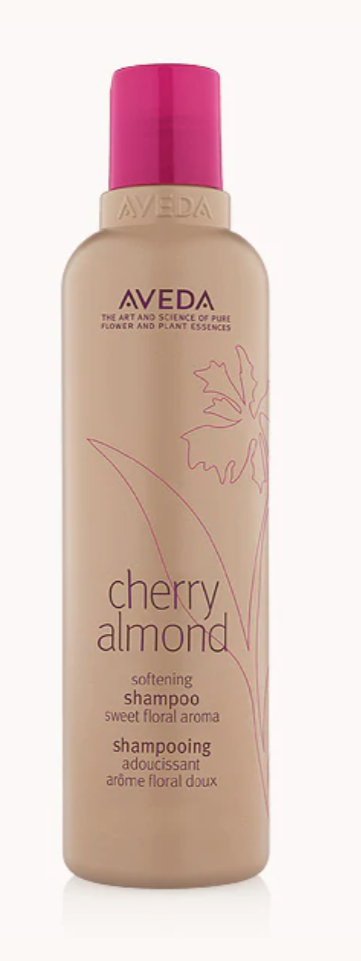 AVEDA
AVEDA
THE ART AND SCIENCE OF PURE
FLOWER AND PLANT ESSENCES
cherry
almond
softening
shampoo
sweet floral aroma
shampooing
adoucissant
arôme floral doux